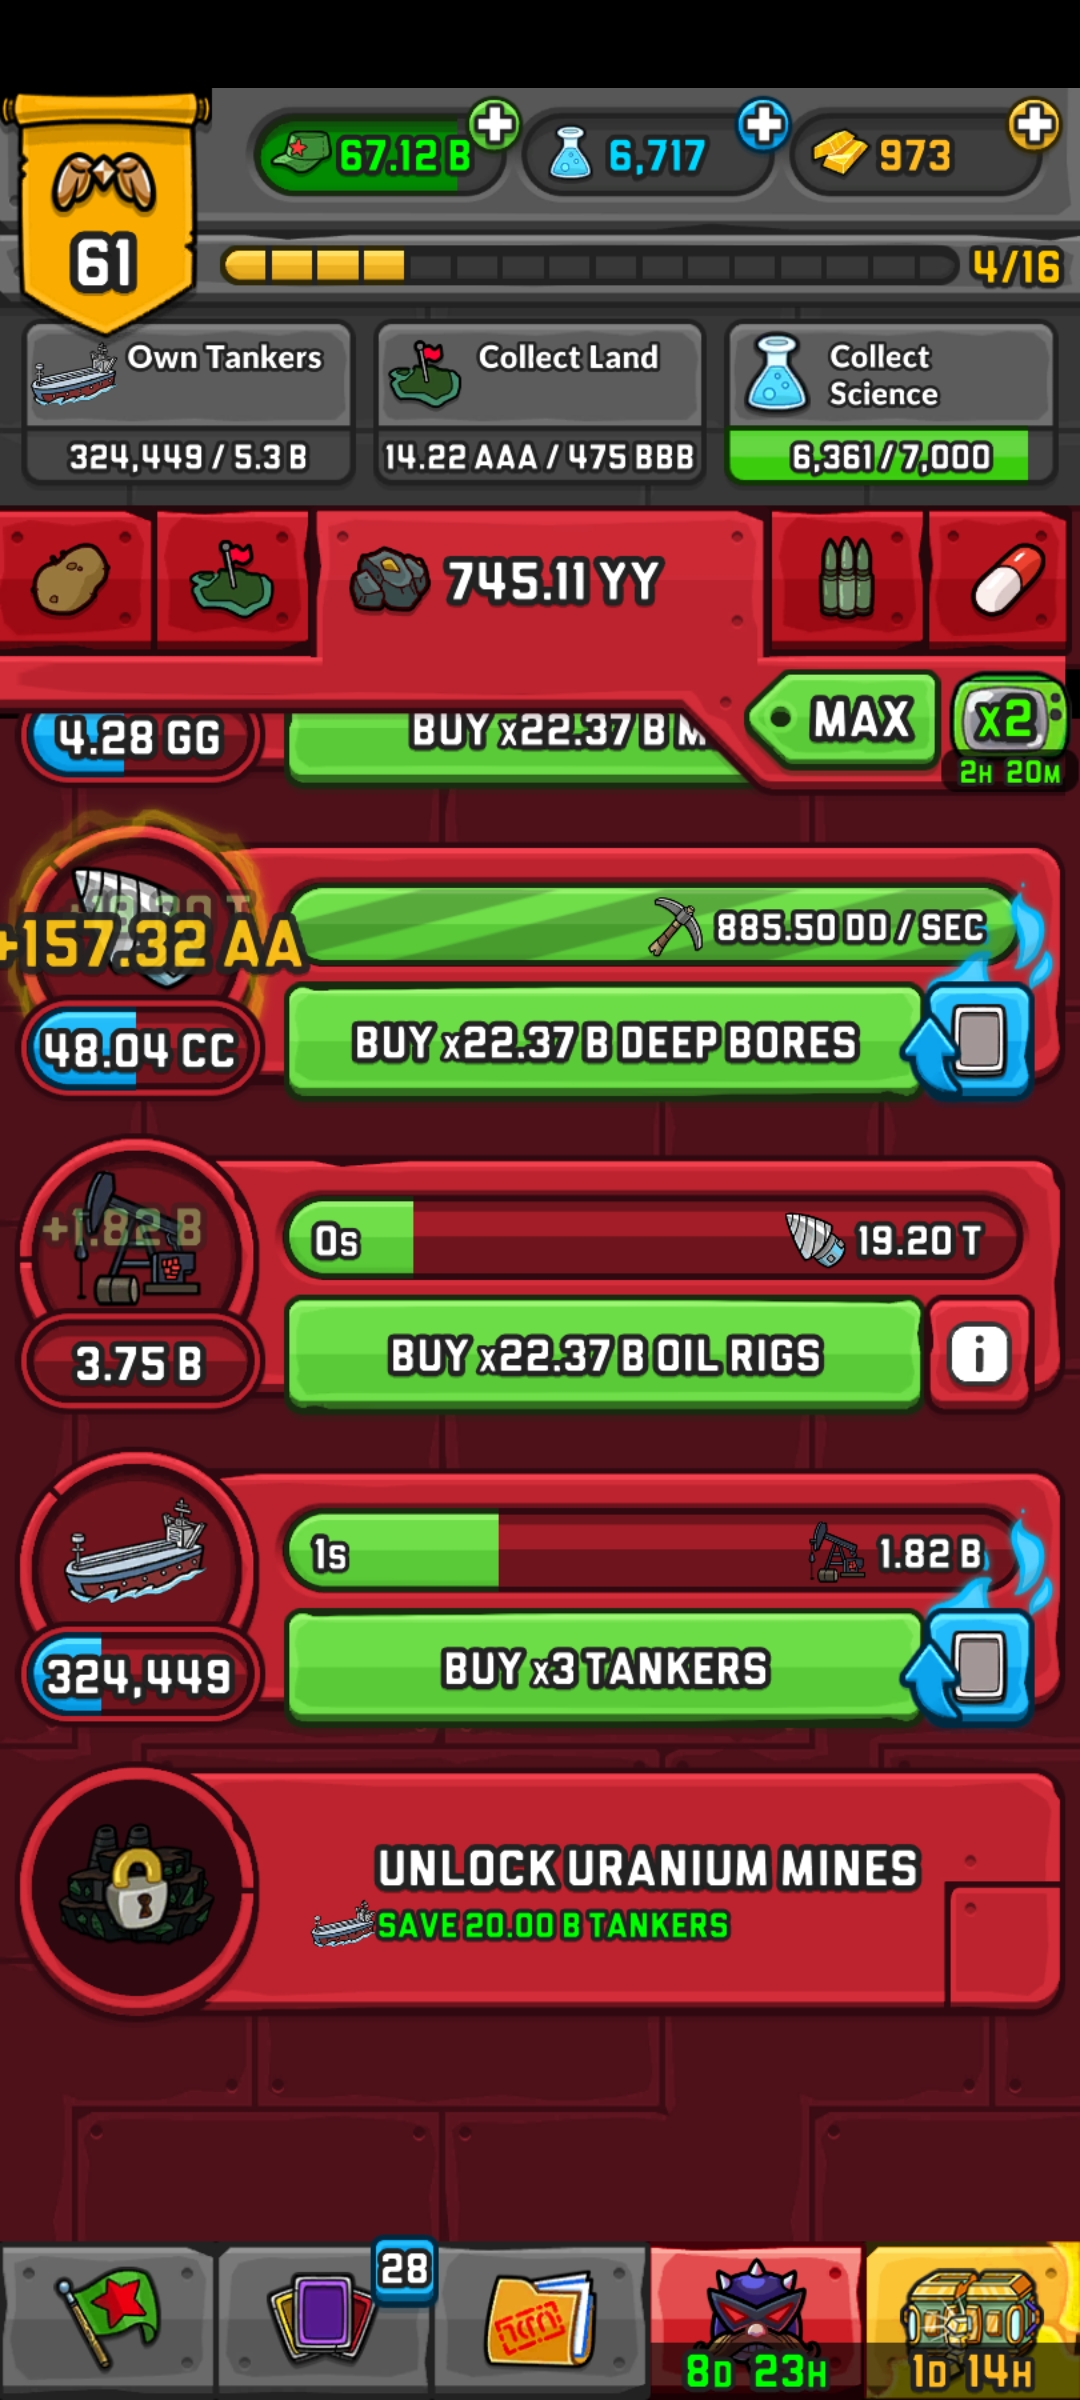 67.12 B
6,717
973
61
4/16
Own Tankers
Collect Land
Collect
Science
324,449 / 5.3 B
14.22 AAA / 475 BBB
6,361 / 7,000
745.11 YY
MAX
x2
2H 20M
4.28 GG
BUY x22.37 B M
885.50 DD / SEC
+157.32 AA
48.04 CC
BUY x22.37 B DEEP BORES
+1.82 B
0s
19.20 T
3.75 B
BUY x22.37 B OIL RIGS
i
1s
1.82 B
324,449
BUY x3 TANKERS
UNLOCK URANIUM MINES
SAVE 20.00 B TANKERS
28
8D 23H
1D 14H